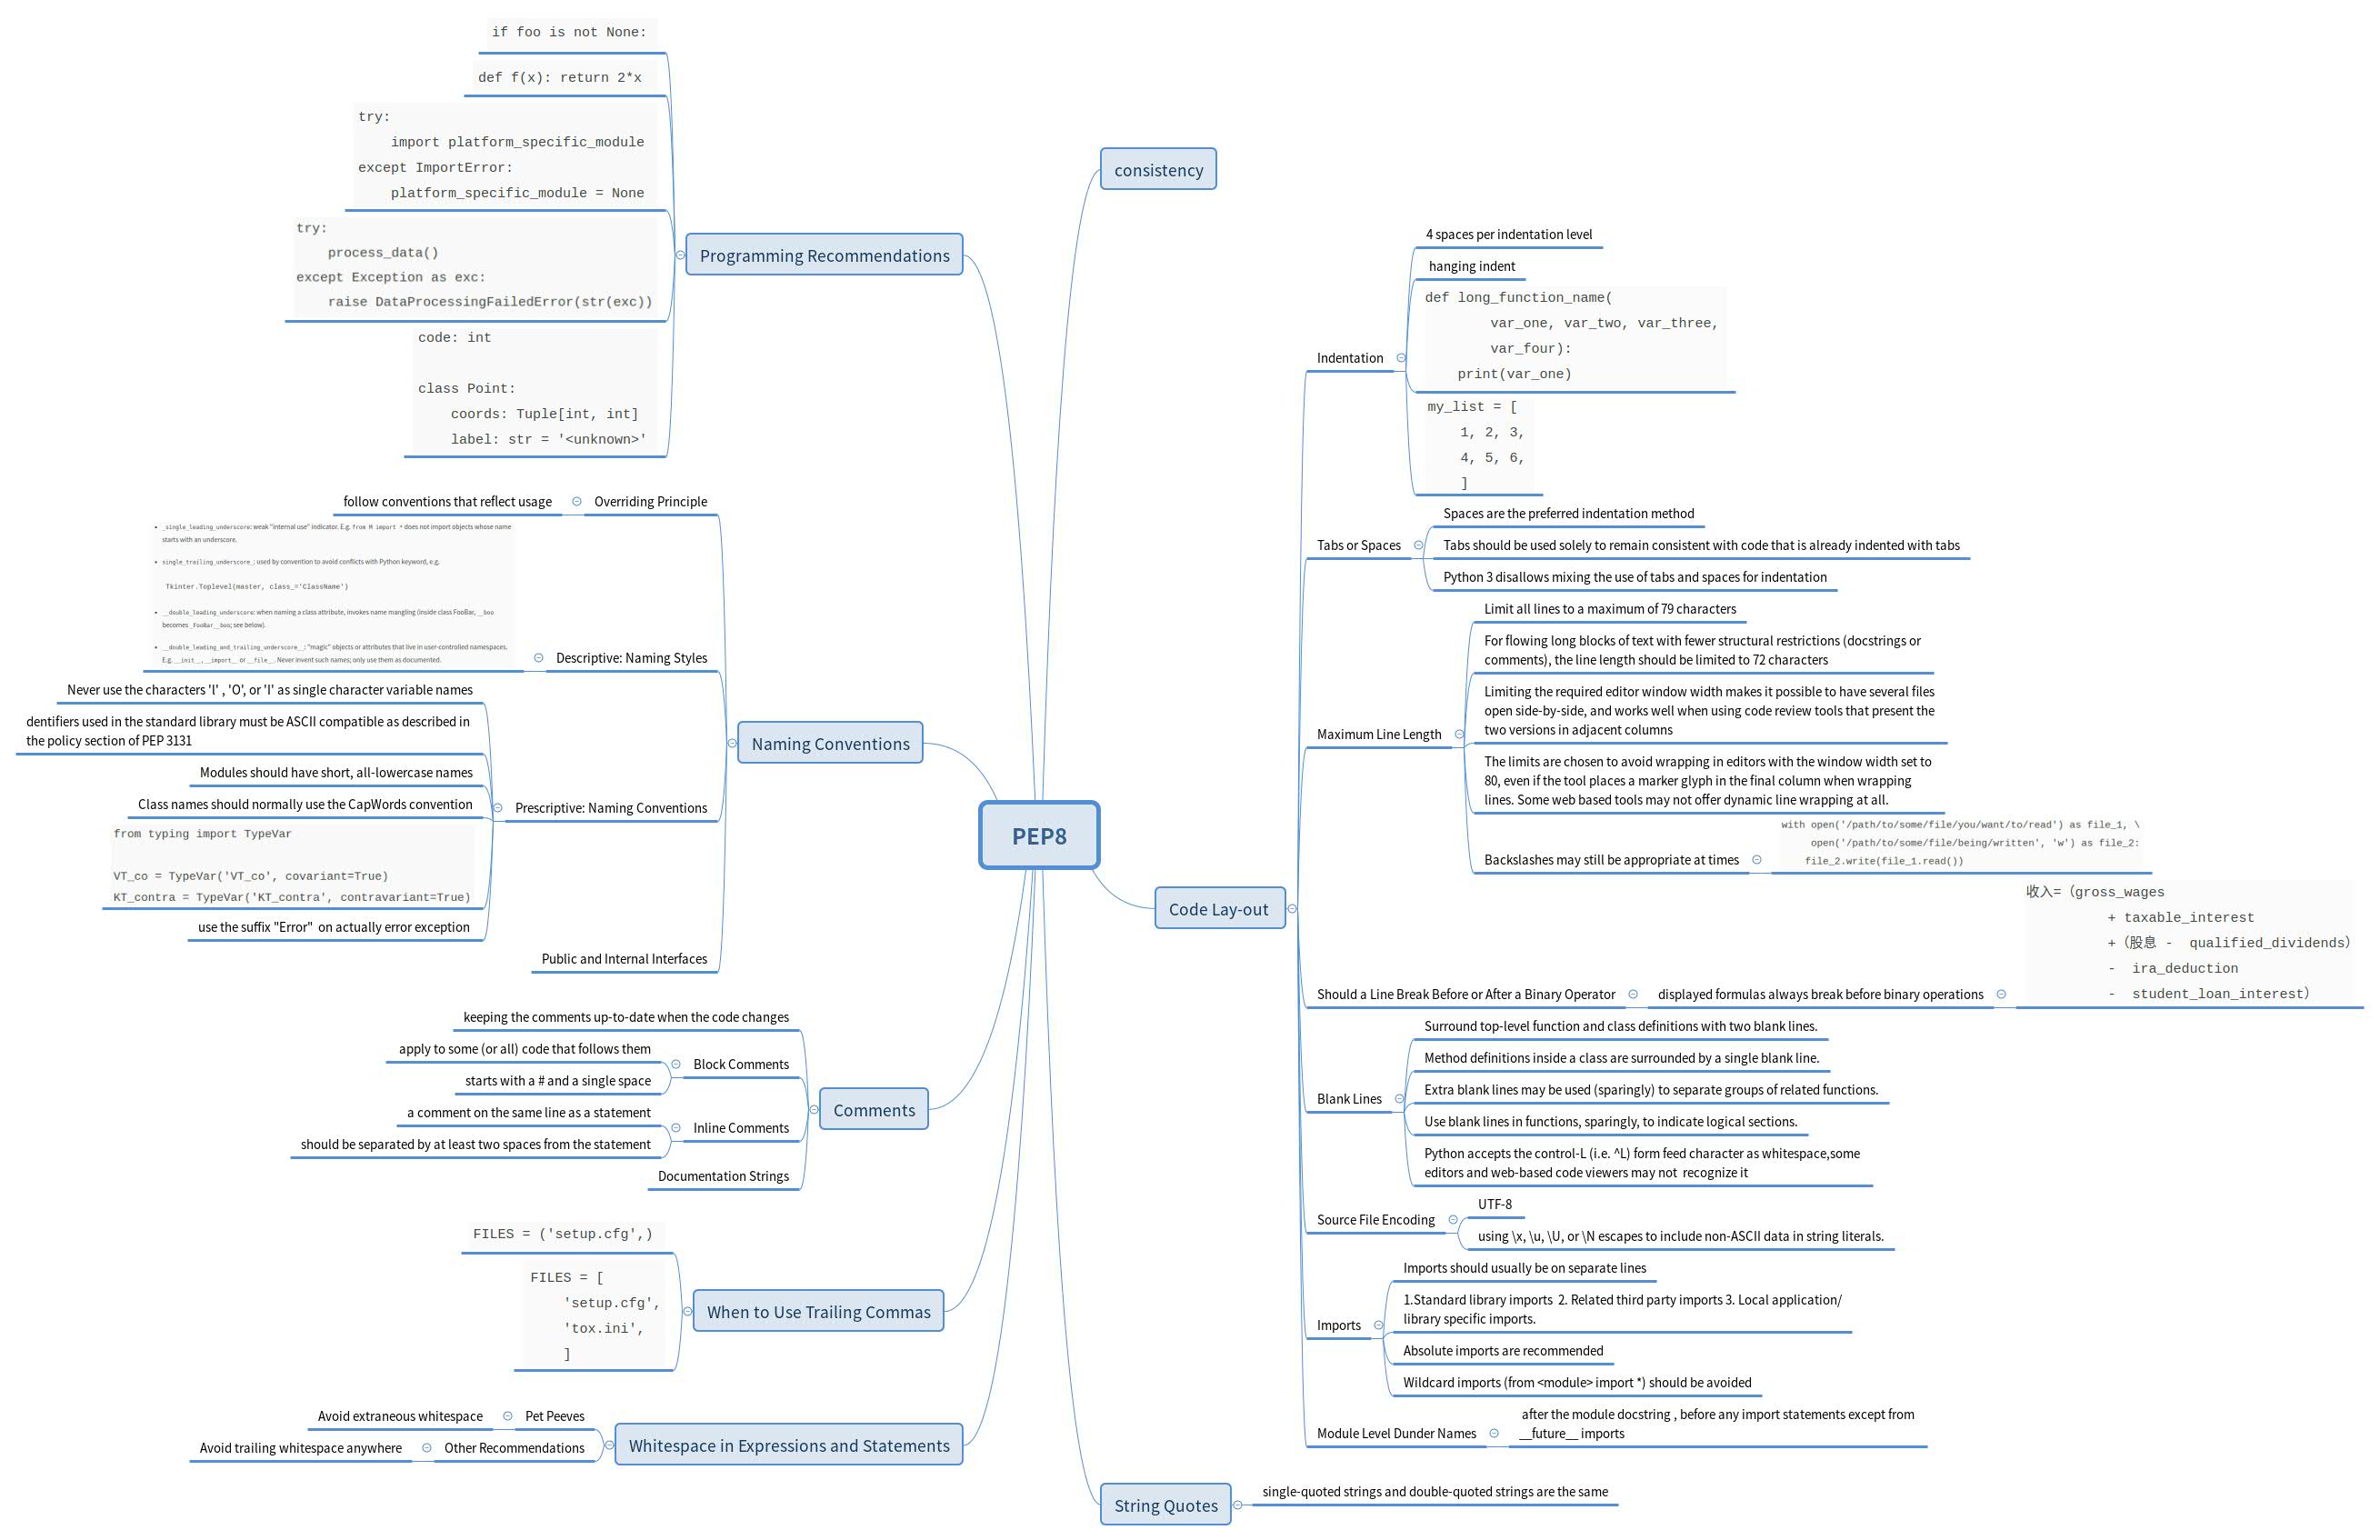 PEP8
consistency
Code Lay-out
Indentation
4 spaces per indentation level
hanging indent
def long_function_name(
        var_one, var_two, var_three,
        var_four):
    print(var_one)
my_list = [
    1, 2, 3,
    4, 5, 6,
    ]
Tabs or Spaces
Spaces are the preferred indentation method
Tabs should be used solely to remain consistent with code that is already indented with tabs
Python 3 disallows mixing the use of tabs and spaces for indentation
Maximum Line Length
Limit all lines to a maximum of 79 characters
For flowing long blocks of text with fewer structural restrictions (docstrings or
comments), the line length should be limited to 72 characters
Limiting the required editor window width makes it possible to have several files
open side-by-side, and works well when using code review tools that present the
two versions in adjacent columns
The limits are chosen to avoid wrapping in editors with the window width set to
80, even if the tool places a marker glyph in the final column when wrapping
lines. Some web based tools may not offer dynamic line wrapping at all.
Backslashes may still be appropriate at times
with open('/path/to/some/file/you/want/to/read') as file_1, \
     open('/path/to/some/file/being/written', 'w') as file_2:
    file_2.write(file_1.read())
Should a Line Break Before or After a Binary Operator
displayed formulas always break before binary operations
收入=（gross_wages
          + taxable_interest
          +（股息 -  qualified_dividends）
          -  ira_deduction
          -  student_loan_interest）
Blank Lines
Surround top-level function and class definitions with two blank lines.
Method definitions inside a class are surrounded by a single blank line.
Extra blank lines may be used (sparingly) to separate groups of related functions.
Use blank lines in functions, sparingly, to indicate logical sections.
Python accepts the control-L (i.e. ^L) form feed character as whitespace,some
editors and web-based code viewers may not  recognize it
Source File Encoding
UTF-8
using \x, \u, \U, or \N escapes to include non-ASCII data in string literals.
Imports
Imports should usually be on separate lines
1.Standard library imports  2. Related third party imports 3. Local application/
library specific imports.
Absolute imports are recommended
Wildcard imports (from <module> import *) should be avoided
Module Level Dunder Names
after the module docstring , before any import statements except from
__future__ imports
String Quotes
single-quoted strings and double-quoted strings are the same
Programming Recommendations
if foo is not None:
def f(x): return 2*x
try:
    import platform_specific_module
except ImportError:
    platform_specific_module = None
try:
    process_data()
except Exception as exc:
    raise DataProcessingFailedError(str(exc))
code: int
class Point:
    coords: Tuple[int, int]
    label: str = '<unknown>'
Naming Conventions
Overriding Principle
follow conventions that reflect usage
Descriptive: Naming Styles
• _single_leading_underscore: weak "internal use" indicator. E.g. from M import * does not import objects whose name
starts with an underscore.
• single_trailing_underscore_: used by convention to avoid conflicts with Python keyword, e.g.
Tkinter.Toplevel(master, class_='ClassName')
• __double_leading_underscore: when naming a class attribute, invokes name mangling (inside class FooBar, __boo
becomes _FooBar__boo; see below).
• __double_leading_and_trailing_underscore__: "magic" objects or attributes that live in user-controlled namespaces.
E.g. __init__, __import__ or __file__. Never invent such names; only use them as documented.
Prescriptive: Naming Conventions
Never use the characters 'l' , 'O', or 'I' as single character variable names
dentifiers used in the standard library must be ASCII compatible as described in
the policy section of PEP 3131
Modules should have short, all-lowercase names
Class names should normally use the CapWords convention
from typing import TypeVar
VT_co = TypeVar('VT_co', covariant=True)
KT_contra = TypeVar('KT_contra', contravariant=True)
use the suffix "Error"  on actually error exception
Public and Internal Interfaces
Comments
keeping the comments up-to-date when the code changes
Block Comments
apply to some (or all) code that follows them
starts with a # and a single space
Inline Comments
a comment on the same line as a statement
should be separated by at least two spaces from the statement
Documentation Strings
When to Use Trailing Commas
FILES = ('setup.cfg',)
FILES = [
    'setup.cfg',
    'tox.ini',
    ]
Whitespace in Expressions and Statements
Pet Peeves
Avoid extraneous whitespace
Other Recommendations
Avoid trailing whitespace anywhere